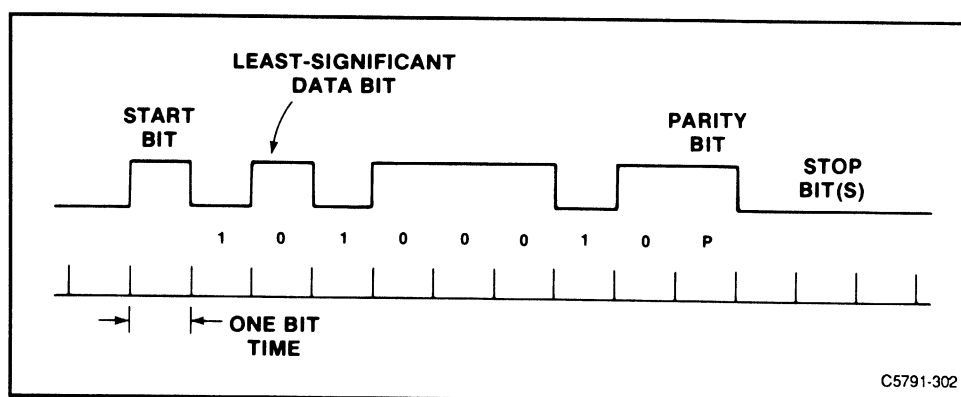 LEAST-SIGNIFICANT
DATA BIT
START
BIT
PARITY
BIT
STOP
BIT(S)
1 0 1 0 0 0 1 0 P
ONE BIT
TIME
C5791-302